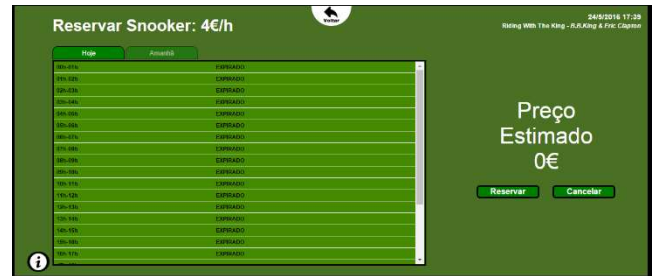 Reservar Snooker: 4€/h
Voltar
24/5/2016 17:39
Riding With The King - B.B.King & Eric Clapton
Hoje
Amanhã
00h-01h EXPIRADO
01h-02h EXPIRADO
02h-03h EXPIRADO
03h-04h EXPIRADO
04h-05h EXPIRADO
05h-06h EXPIRADO
06h-07h EXPIRADO
07h-08h EXPIRADO
08h-09h EXPIRADO
09h-10h EXPIRADO
10h-11h EXPIRADO
11h-12h EXPIRADO
12h-13h EXPIRADO
13h-14h EXPIRADO
14h-15h EXPIRADO
15h-16h EXPIRADO
16h-17h EXPIRADO
Preço
Estimado
0€
Reservar
Cancelar
i